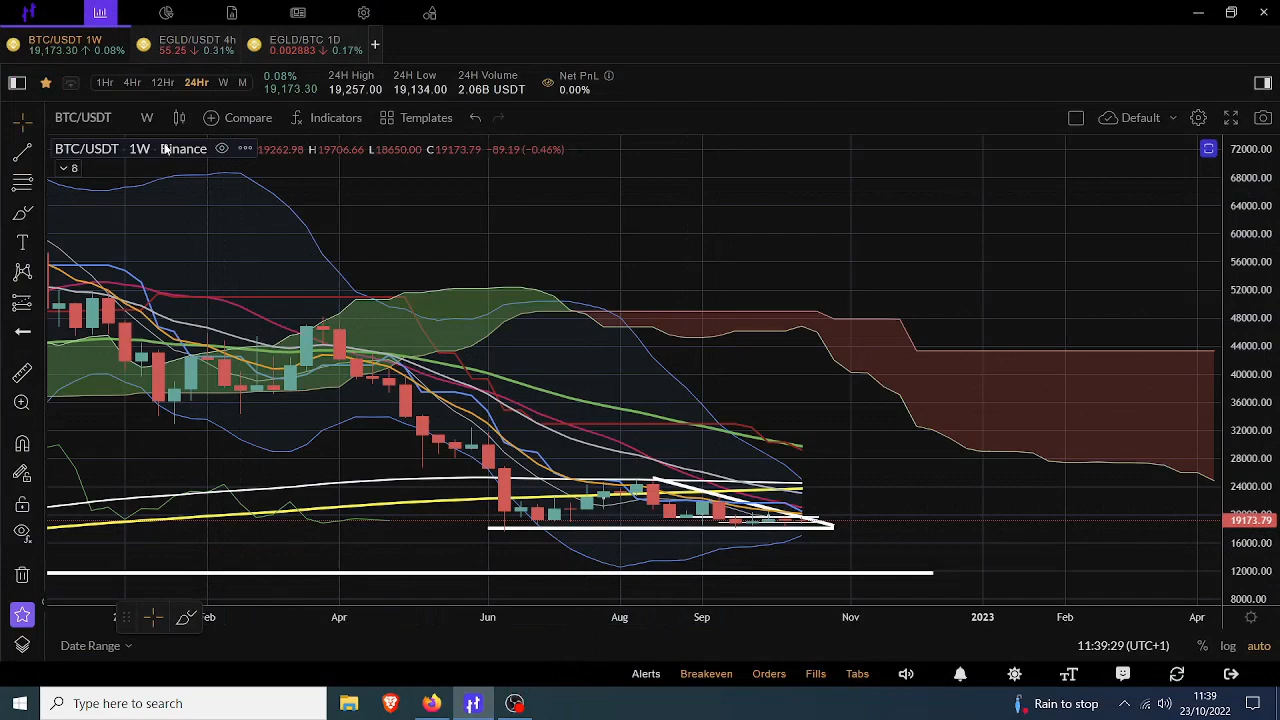 BTC/USDT 1W
19,173.30 ↑ 0.08%
EGLD/USDT 4h
55.25 ↓ 0.31%
EGLD/BTC 1D
0.002883 ↓ 0.17%
+
1Hr 4Hr 12Hr 24Hr W M
0.08%
19,173.30
24H High
19,257.00
24H Low
19,134.00
24H Volume
2.06B USDT
Net PnL
0.00%
BTC/USDT W Compare Indicators Templates Default
BTC/USDT · 1W · Binance 19262.98 H19706.66 L18650.00 C19173.79 −89.19 (−0.46%)
8
72000.00
68000.00
64000.00
60000.00
56000.00
52000.00
48000.00
44000.00
40000.00
36000.00
32000.00
28000.00
24000.00
19173.79
16000.00
12000.00
8000.00
Feb Apr Jun Aug Sep Nov 2023 Feb Apr
Date Range 11:39:29 (UTC+1) % log auto
Alerts Breakeven Orders Fills Tabs
Type here to search
Rain to stop
11:39
23/10/2022